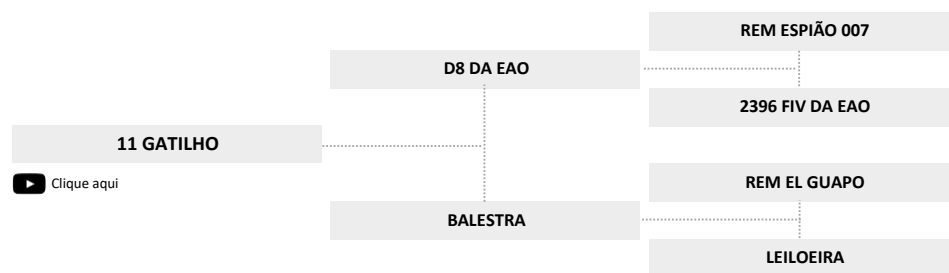 REM ESPIÃO 007
D8 DA EAO
2396 FIV DA EAO
11 GATILHO
Clique aqui
REM EL GUAPO
BALESTRA
LEILOEIRA